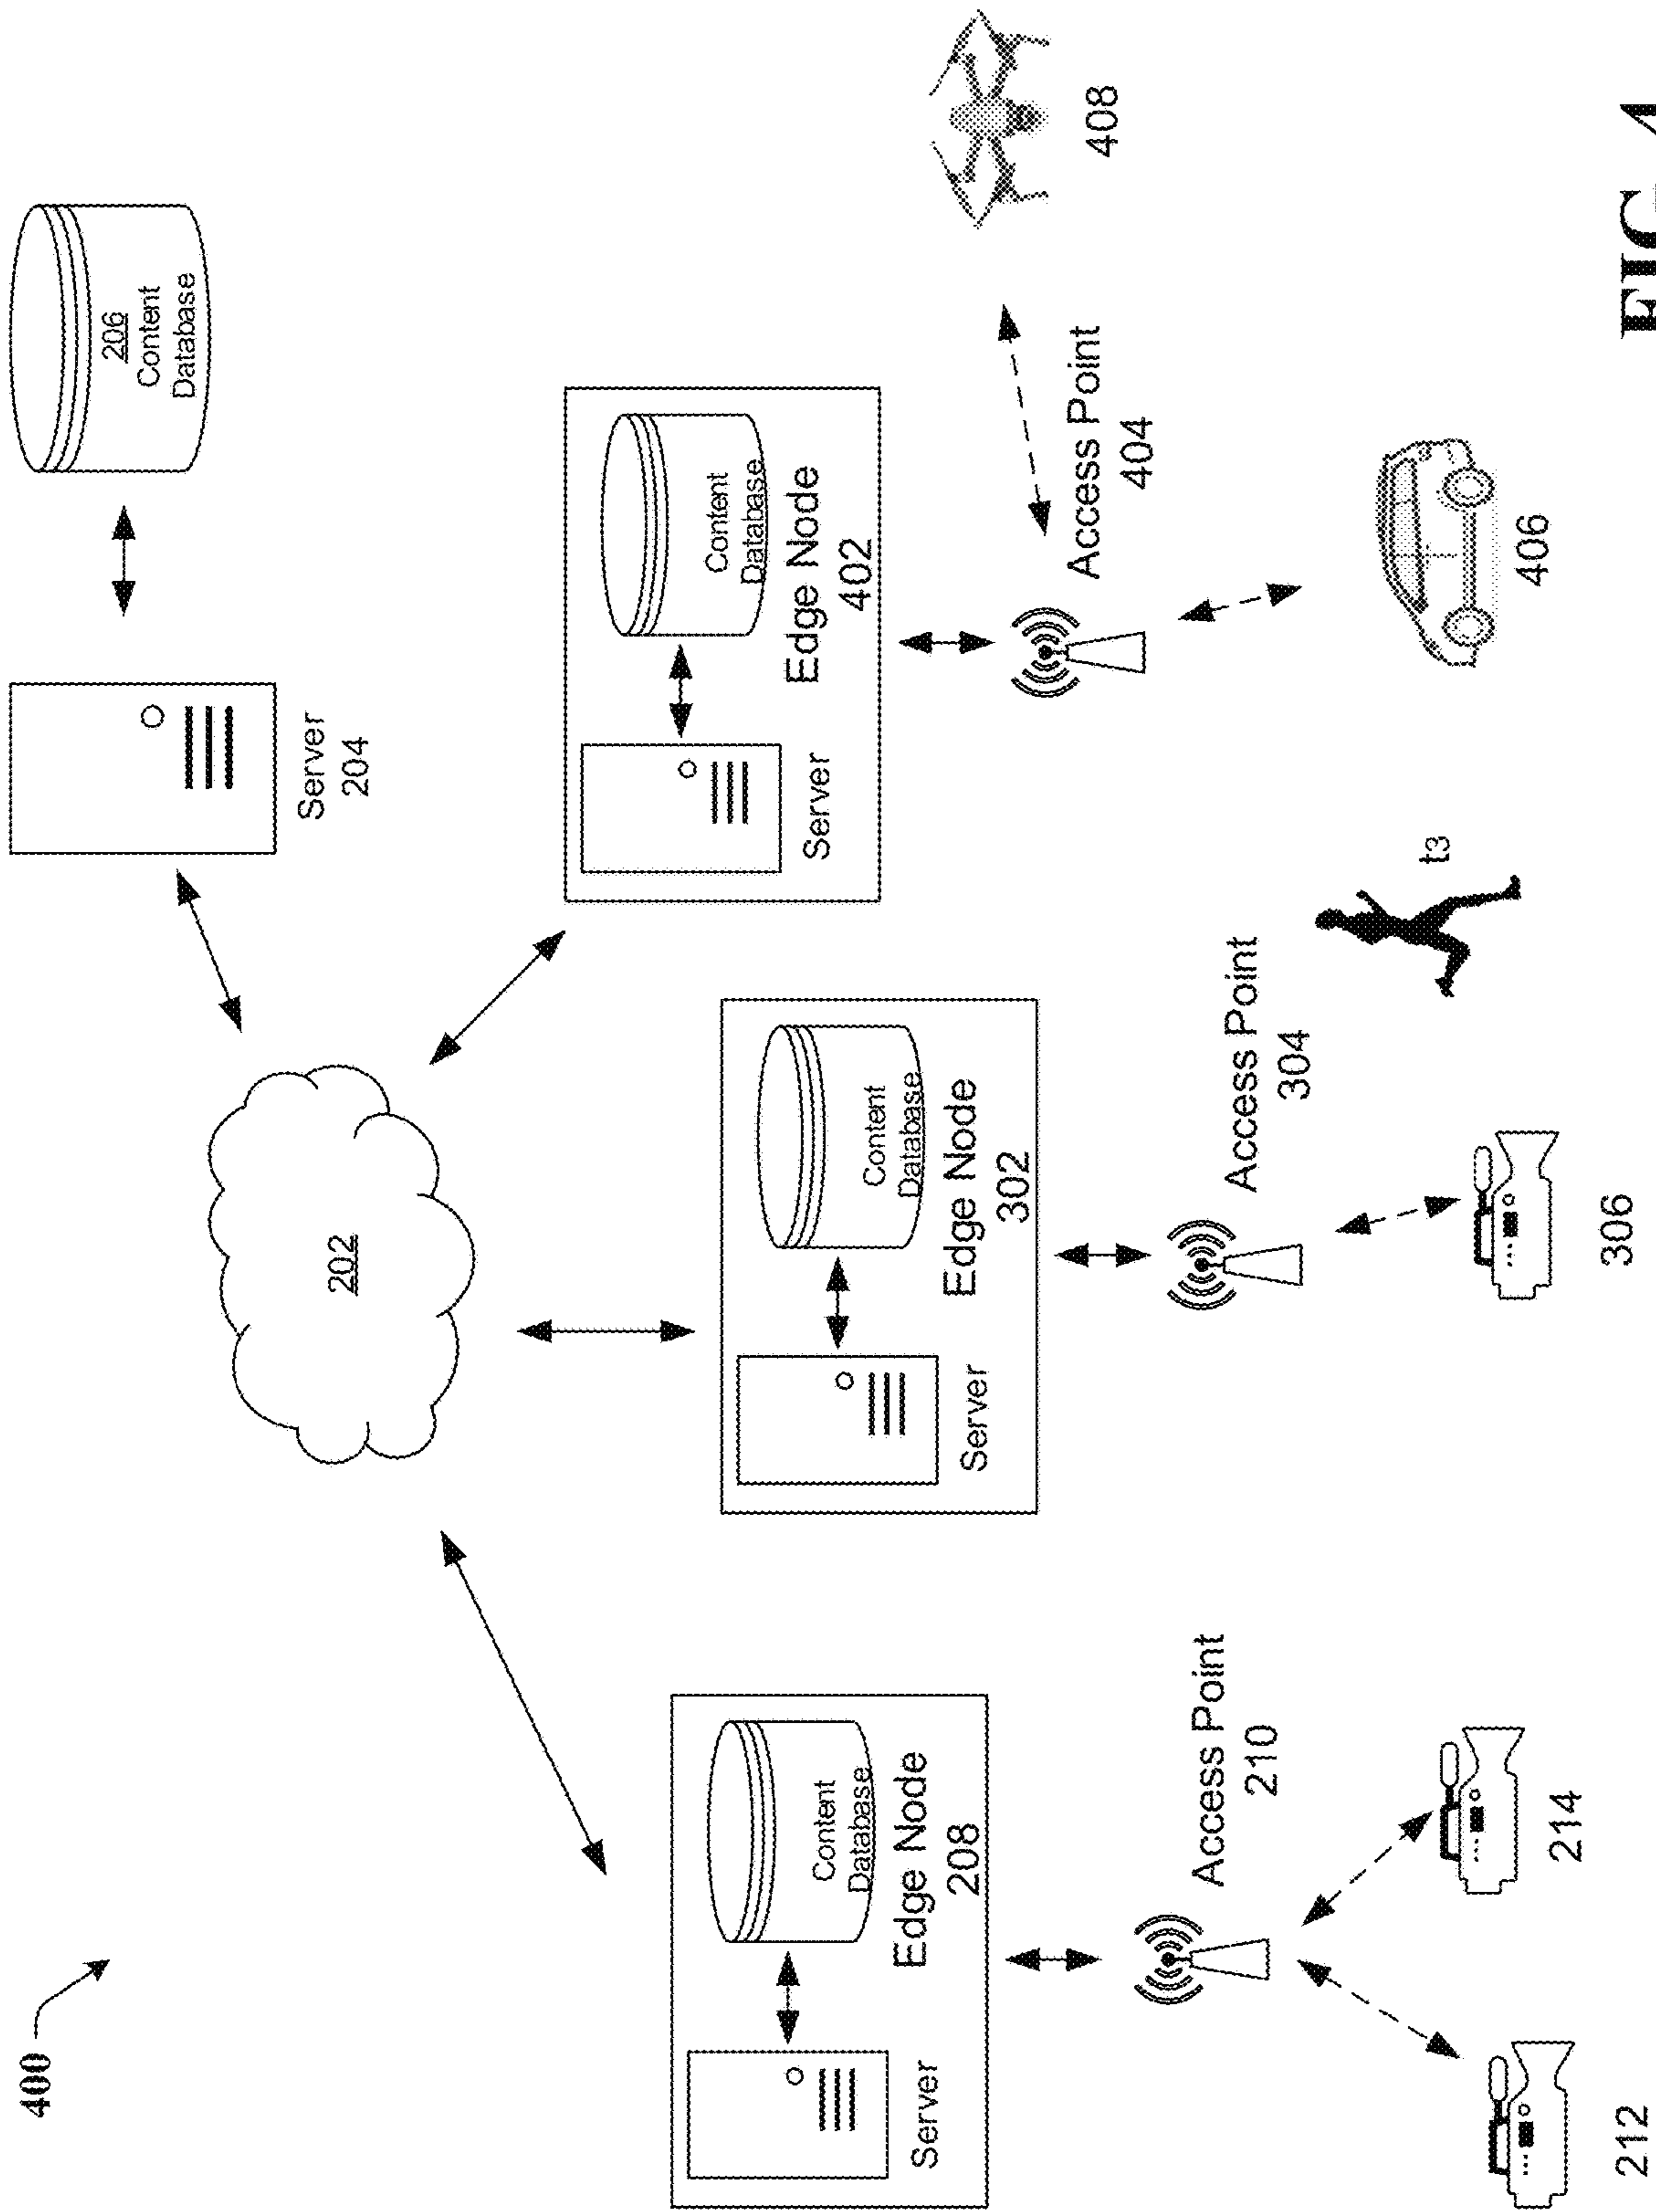 400
206
Content
Database
Server
204
202
Content
Database
Server
Edge Node
208
Content
Database
Server
Edge Node
302
Content
Database
Server
Edge Node
402
Access Point
210
Access Point
304
Access Point
404
212
214
306
t3
406
408
FIG. 4